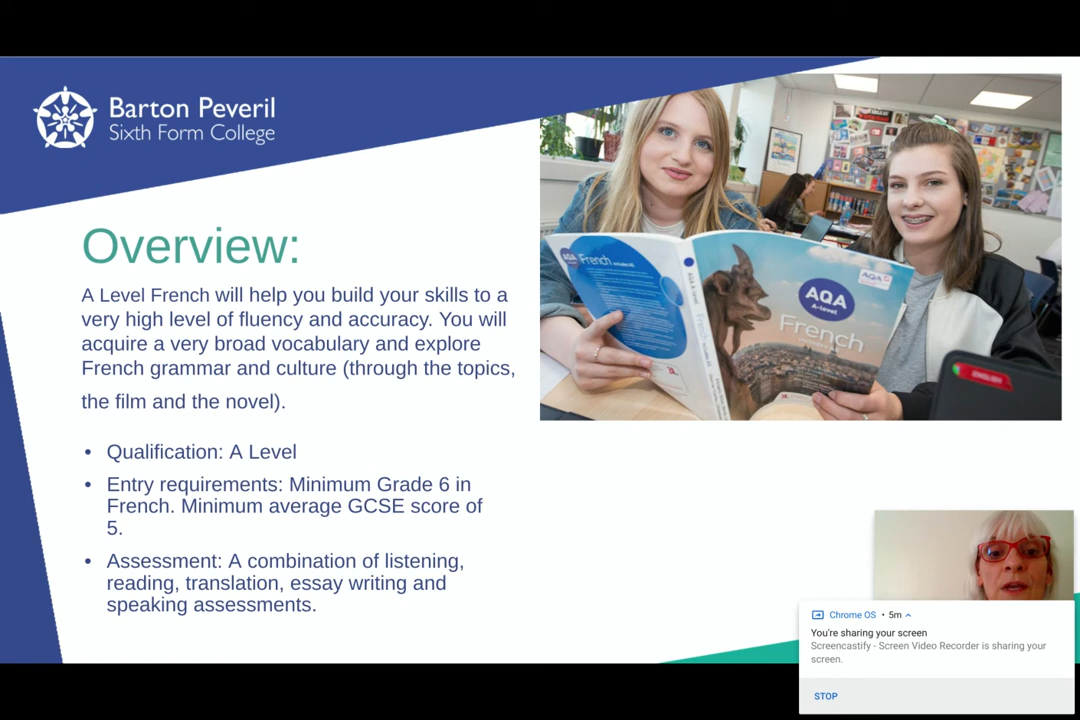 Barton Peveril
Sixth Form College
Overview:
A Level French will help you build your skills to a
very high level of fluency and accuracy. You will
acquire a very broad vocabulary and explore
French grammar and culture (through the topics,
the film and the novel).
• Qualification: A Level
• Entry requirements: Minimum Grade 6 in
French. Minimum average GCSE score of
5.
• Assessment: A combination of listening,
reading, translation, essay writing and
speaking assessments.
AQA
French
AQA
AQA
A-level
French
ENGLISH
Chrome OS • 5m
You're sharing your screen
Screencastify - Screen Video Recorder is sharing your
screen.
STOP